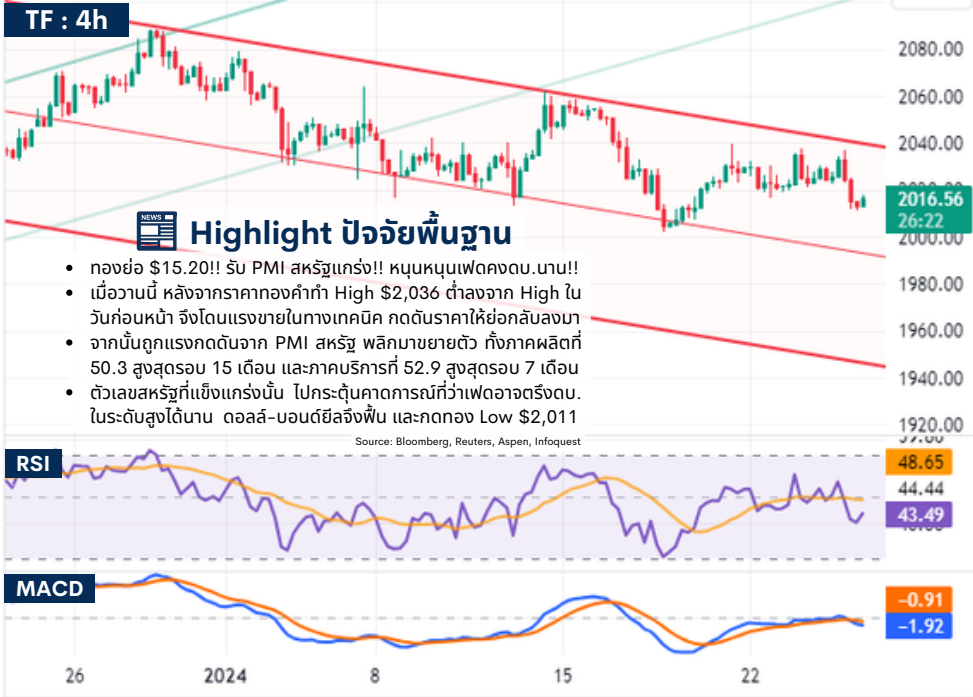 TF : 4h
2080.00
2060.00
2040.00
2016.56
26:22
2000.00
1980.00
1960.00
1940.00
1920.00
NEWS
Highlight ปัจจัยพื้นฐาน
• ทองย่อ $15.20!! รับ PMI สหรัฐแกร่ง!! หนุนหนุนเฟดคงดบ.นาน!!
• เมื่อวานนี้ หลังจากราคาทองคำทำ High $2,036 ต่ำลงจาก High ใน
วันก่อนหน้า จึงโดนแรงขายในทางเทคนิค กดดันราคาให้ย่อกลับลงมา
• จากนั้นถูกแรงกดดันจาก PMI สหรัฐ พลิกมาขยายตัว ทั้งภาคผลิตที่
50.3 สูงสุดรอบ 15 เดือน และภาคบริการที่ 52.9 สูงสุดรอบ 7 เดือน
• ตัวเลขสหรัฐที่แข็งแกร่งนั้น ไปกระตุ้นคาดการณ์ที่ว่าเฟดอาจตรึงดบ.
ในระดับสูงได้นาน ดอลล์-บอนด์ยีลจึงฟื้น และกดทอง Low $2,011
Source: Bloomberg, Reuters, Aspen, Infoquest
RSI
48.65
44.44
43.49
MACD
−0.91
−1.92
26
2024
8
15
22